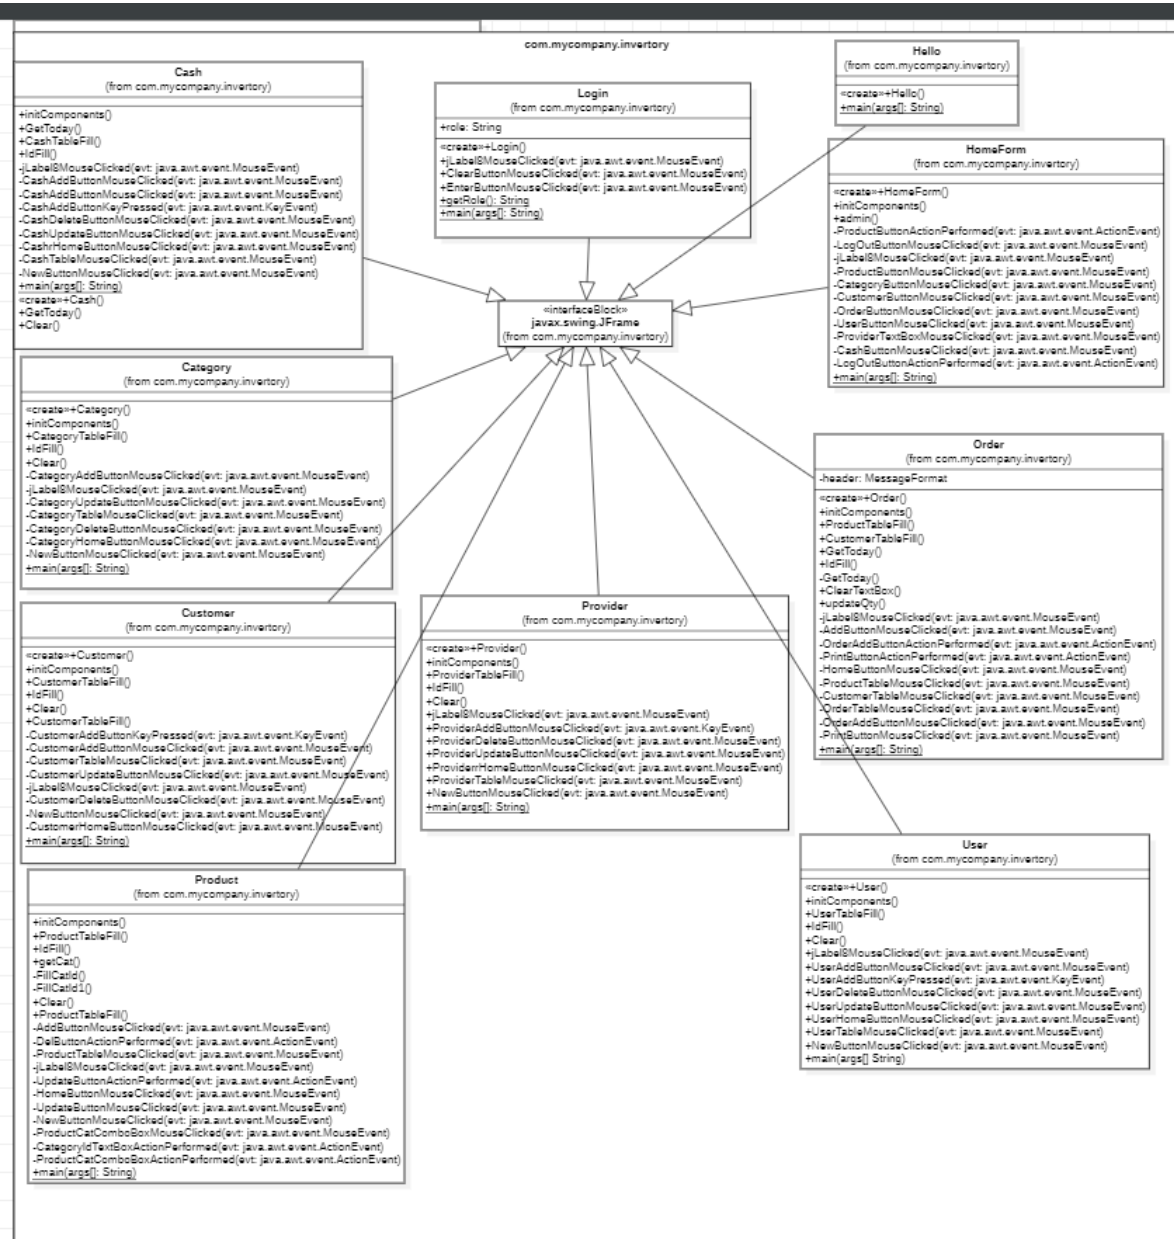 com.mycompany.invertory
Cash
(from com.mycompany.invertory)
+initComponents()
+GetToday()
+CashTableFill()
+IdFill()
-jLabel8MouseClicked(evt: java.awt.event.MouseEvent)
-CashAddButtonMouseClicked(evt: java.awt.event.MouseEvent)
-CashAddButtonKeyPressed(evt: java.awt.event.KeyEvent)
-CashDeleteButtonMouseClicked(evt: java.awt.event.MouseEvent)
-CashUpdateButtonMouseClicked(evt: java.awt.event.MouseEvent)
-CashrHomeButtonMouseClicked(evt: java.awt.event.MouseEvent)
-CashTableMouseClicked(evt: java.awt.event.MouseEvent)
-NewButtonMouseClicked(evt: java.awt.event.MouseEvent)
+main(args[]: String)
«create»+Cash()
+GetToday()
+Clear()
Login
(from com.mycompany.invertory)
+role: String
«create»+Login()
+jLabel8MouseClicked(evt: java.awt.event.MouseEvent)
+ClearButtonMouseClicked(evt: java.awt.event.MouseEvent)
+EnterButtonMouseClicked(evt: java.awt.event.MouseEvent)
+getRole(): String
+main(args[]: String)
Hello
(from com.mycompany.invertory)
«create»+Hello()
+main(args[]: String)
HomeForm
(from com.mycompany.invertory)
«create»+HomeForm()
+initComponents()
+admin()
-ProductButtonActionPerformed(evt: java.awt.event.ActionEvent)
-LogOutButtonMouseClicked(evt: java.awt.event.MouseEvent)
-jLabel8MouseClicked(evt: java.awt.event.MouseEvent)
-ProductButtonMouseClicked(evt: java.awt.event.MouseEvent)
-CategoryButtonMouseClicked(evt: java.awt.event.MouseEvent)
-CustomerButtonMouseClicked(evt: java.awt.event.MouseEvent)
-OrderButtonMouseClicked(evt: java.awt.event.MouseEvent)
-UserButtonMouseClicked(evt: java.awt.event.MouseEvent)
-ProviderTextBoxMouseClicked(evt: java.awt.event.MouseEvent)
-CashButtonMouseClicked(evt: java.awt.event.MouseEvent)
-LogOutButtonActionPerformed(evt: java.awt.event.ActionEvent)
+main(args[]: String)
«interfaceBlock»
javax.swing.JFrame
(from com.mycompany.invertory)
Category
(from com.mycompany.invertory)
«create»+Category()
+initComponents()
+CategoryTableFill()
+IdFill()
+Clear()
-CategoryAddButtonMouseClicked(evt: java.awt.event.MouseEvent)
-jLabel8MouseClicked(evt: java.awt.event.MouseEvent)
-CategoryUpdateButtonMouseClicked(evt: java.awt.event.MouseEvent)
-CategoryTableMouseClicked(evt: java.awt.event.MouseEvent)
-CategoryDeleteButtonMouseClicked(evt: java.awt.event.MouseEvent)
-CategoryHomeButtonMouseClicked(evt: java.awt.event.MouseEvent)
-NewButtonMouseClicked(evt: java.awt.event.MouseEvent)
+main(args[]: String)
Order
(from com.mycompany.invertory)
-header: MessageFormat
«create»+Order()
+initComponents()
+ProductTableFill()
+CustomerTableFill()
+GetToday()
+IdFill()
-GetToday()
+ClearTextBox()
+updateQty()
-jLabel8MouseClicked(evt: java.awt.event.MouseEvent)
-AddButtonMouseClicked(evt: java.awt.event.MouseEvent)
-OrderAddButtonActionPerformed(evt: java.awt.event.ActionEvent)
-PrintButtonActionPerformed(evt: java.awt.event.ActionEvent)
-HomeButtonMouseClicked(evt: java.awt.event.MouseEvent)
-ProductTableMouseClicked(evt: java.awt.event.MouseEvent)
-CustomerTableMouseClicked(evt: java.awt.event.MouseEvent)
-OrderTableMouseClicked(evt: java.awt.event.MouseEvent)
-OrderAddButtonMouseClicked(evt: java.awt.event.MouseEvent)
-PrintButtonMouseClicked(evt: java.awt.event.MouseEvent)
+main(args[]: String)
Customer
(from com.mycompany.invertory)
«create»+Customer()
+initComponents()
+CustomerTableFill()
+IdFill()
+Clear()
+CustomerTableFill()
-CustomerAddButtonKeyPressed(evt: java.awt.event.KeyEvent)
-CustomerAddButtonMouseClicked(evt: java.awt.event.MouseEvent)
-CustomerTableMouseClicked(evt: java.awt.event.MouseEvent)
-CustomerUpdateButtonMouseClicked(evt: java.awt.event.MouseEvent)
-jLabel8MouseClicked(evt: java.awt.event.MouseEvent)
-CustomerDeleteButtonMouseClicked(evt: java.awt.event.MouseEvent)
-NewButtonMouseClicked(evt: java.awt.event.MouseEvent)
-CustomerHomeButtonMouseClicked(evt: java.awt.event.MouseEvent)
+main(args[]: String)
Provider
(from com.mycompany.invertory)
«create»+Provider()
+initComponents()
+ProviderTableFill()
+IdFill()
+Clear()
+jLabel8MouseClicked(evt: java.awt.event.MouseEvent)
+ProviderAddButtonMouseClicked(evt: java.awt.event.KeyEvent)
+ProviderDeleteButtonMouseClicked(evt: java.awt.event.MouseEvent)
+ProviderUpdateButtonMouseClicked(evt: java.awt.event.MouseEvent)
+ProviderrHomeButtonMouseClicked(evt: java.awt.event.MouseEvent)
+ProviderTableMouseClicked(evt: java.awt.event.MouseEvent)
+NewButtonMouseClicked(evt: java.awt.event.MouseEvent)
+main(args[]: String)
User
(from com.mycompany.invertory)
«create»+User()
+initComponents()
+UserTableFill()
+IdFill()
+Clear()
+jLabel8MouseClicked(evt: java.awt.event.MouseEvent)
+UserAddButtonMouseClicked(evt: java.awt.event.MouseEvent)
+UserAddButtonKeyPressed(evt: java.awt.event.KeyEvent)
+UserDeleteButtonMouseClicked(evt: java.awt.event.MouseEvent)
+UserUpdateButtonMouseClicked(evt: java.awt.event.MouseEvent)
+UserHomeButtonMouseClicked(evt: java.awt.event.MouseEvent)
+UserTableMouseClicked(evt: java.awt.event.MouseEvent)
+NewButtonMouseClicked(evt: java.awt.event.MouseEvent)
+main(args[] String)
Product
(from com.mycompany.invertory)
+initComponents()
+ProductTableFill()
+IdFill()
+getCat()
-FillCatId()
-FillCatId1()
+Clear()
+ProductTableFill()
-AddButtonMouseClicked(evt: java.awt.event.MouseEvent)
-DelButtonActionPerformed(evt: java.awt.event.ActionEvent)
-ProductTableMouseClicked(evt: java.awt.event.MouseEvent)
-jLabel8MouseClicked(evt: java.awt.event.MouseEvent)
-UpdateButtonActionPerformed(evt: java.awt.event.ActionEvent)
-HomeButtonMouseClicked(evt: java.awt.event.MouseEvent)
-UpdateButtonMouseClicked(evt: java.awt.event.MouseEvent)
-NewButtonMouseClicked(evt: java.awt.event.MouseEvent)
-ProductCatComboBoxMouseClicked(evt: java.awt.event.MouseEvent)
-CategoryIdTextBoxActionPerformed(evt: java.awt.event.ActionEvent)
-ProductCatComboBoxActionPerformed(evt: java.awt.event.ActionEvent)
+main(args[]: String)